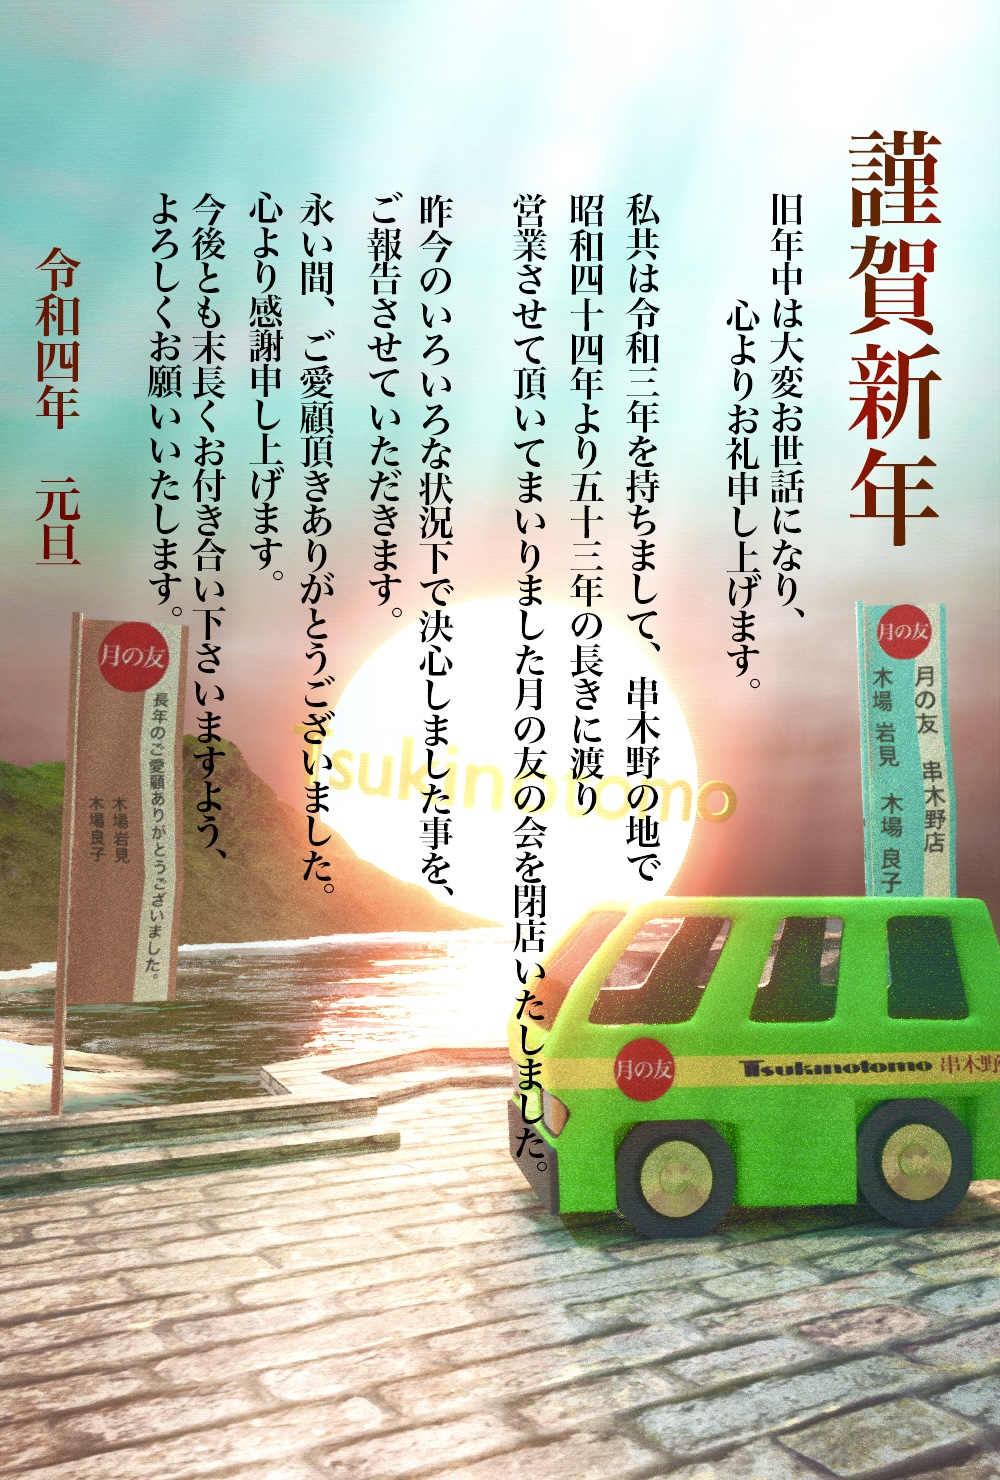 謹賀新年
旧年中は大変お世話になり、
心よりお礼申し上げます。
私共は令和三年を持ちまして、串木野の地で
昭和四十四年より五十三年の長きに渡り
営業させて頂いてまいりました月の友の会を閉店いたしました。
昨今のいろいろな状況下で決心しました事を、
ご報告させていただきます。
永い間、ご愛顧頂きありがとうございました。
心より感謝申し上げます。
今後とも末長くお付き合い下さいますよう、
よろしくお願いいたします。
令和四年 元旦
月の友
月の友 串木野店
木場 岩見 木場 良子
月の友
長年のご愛顧ありがとうございました。
木場岩見
木場良子
Tsukinotomo
月の友
Tsukinotomo 串木野